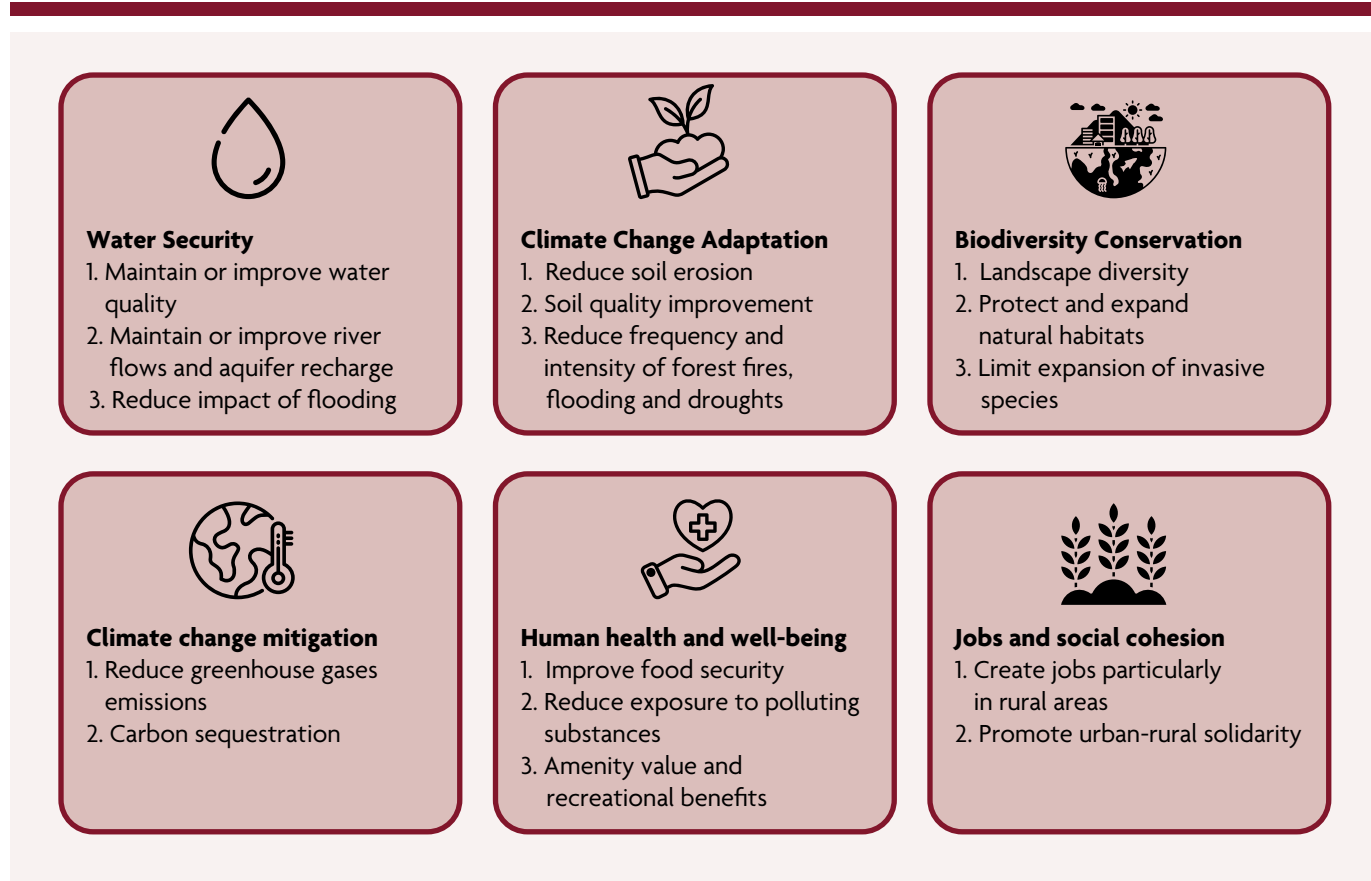 Water Security
1. Maintain or improve water
quality
2. Maintain or improve river
flows and aquifer recharge
3. Reduce impact of flooding
Climate Change Adaptation
1. Reduce soil erosion
2. Soil quality improvement
3. Reduce frequency and
intensity of forest fires,
flooding and droughts
Biodiversity Conservation
1. Landscape diversity
2. Protect and expand
natural habitats
3. Limit expansion of invasive
species
Climate change mitigation
1. Reduce greenhouse gases
emissions
2. Carbon sequestration
Human health and well-being
1. Improve food security
2. Reduce exposure to polluting
substances
3. Amenity value and
recreational benefits
Jobs and social cohesion
1. Create jobs particularly
in rural areas
2. Promote urban-rural solidarity